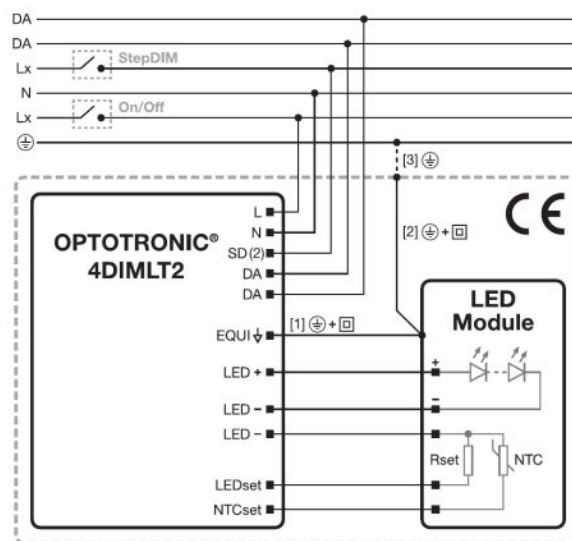 DA
DA
Lx StepDIM
N
Lx On/Off
[3]
L
N
SD (2)
DA
DA
OPTOTRONIC®
4DIMLT2
[2] +
CE
LED
Module
EQUI [1] +
LED + +
LED - -
LED -
Rset NTC
LEDset
NTCset